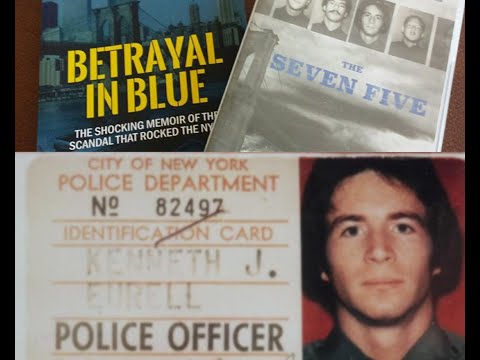 BETRAYAL
IN BLUE
THE SHOCKING MEMOIR OF THE
SCANDAL THAT ROCKED THE NY
THE
SEVEN FIVE
CITY OF NEW YORK
POLICE DEPARTMENT
Nº 82497
IDENTIFICATION CARD
KENNETH J.
EURELL
POLICE OFFICER